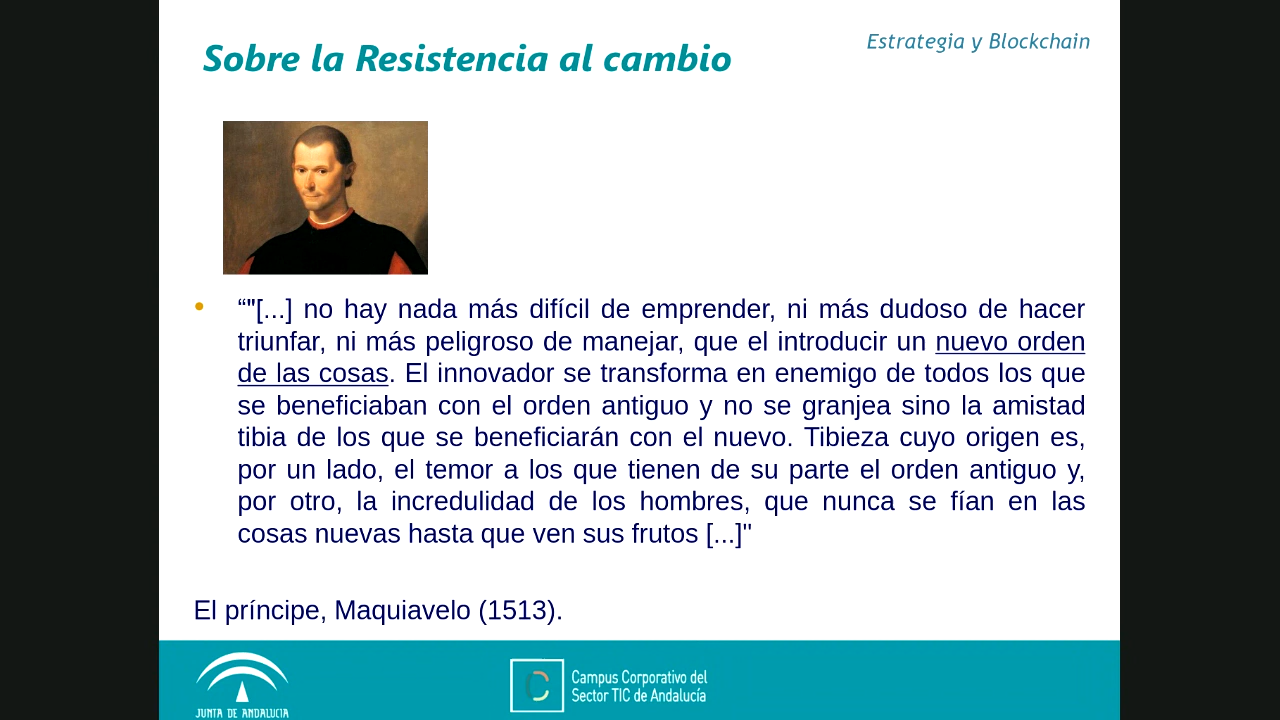 Estrategia y Blockchain
Sobre la Resistencia al cambio
• “"[...] no hay nada más difícil de emprender, ni más dudoso de hacer
triunfar, ni más peligroso de manejar, que el introducir un nuevo orden
de las cosas. El innovador se transforma en enemigo de todos los que
se beneficiaban con el orden antiguo y no se granjea sino la amistad
tibia de los que se beneficiarán con el nuevo. Tibieza cuyo origen es,
por un lado, el temor a los que tienen de su parte el orden antiguo y,
por otro, la incredulidad de los hombres, que nunca se fían en las
cosas nuevas hasta que ven sus frutos [...]"
El príncipe, Maquiavelo (1513).
JUNTA DE ANDALUCIA
C
Campus Corporativo del
Sector TIC de Andalucía